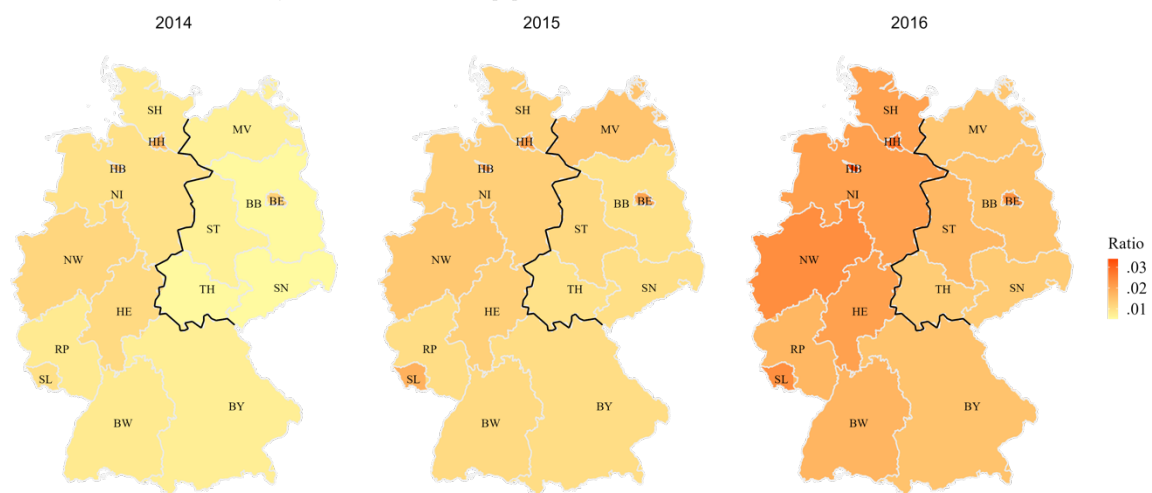 2014
SH
MV
HH
HB
NI
BB
BE
ST
NW
TH
SN
HE
RP
SL
BW
BY
2015
SH
MV
HH
HB
NI
BB
BE
ST
NW
TH
SN
HE
RP
SL
BW
BY
2016
SH
MV
HH
HB
NI
BB
BE
ST
NW
TH
SN
HE
RP
SL
BW
BY
Ratio
.03
.02
.01